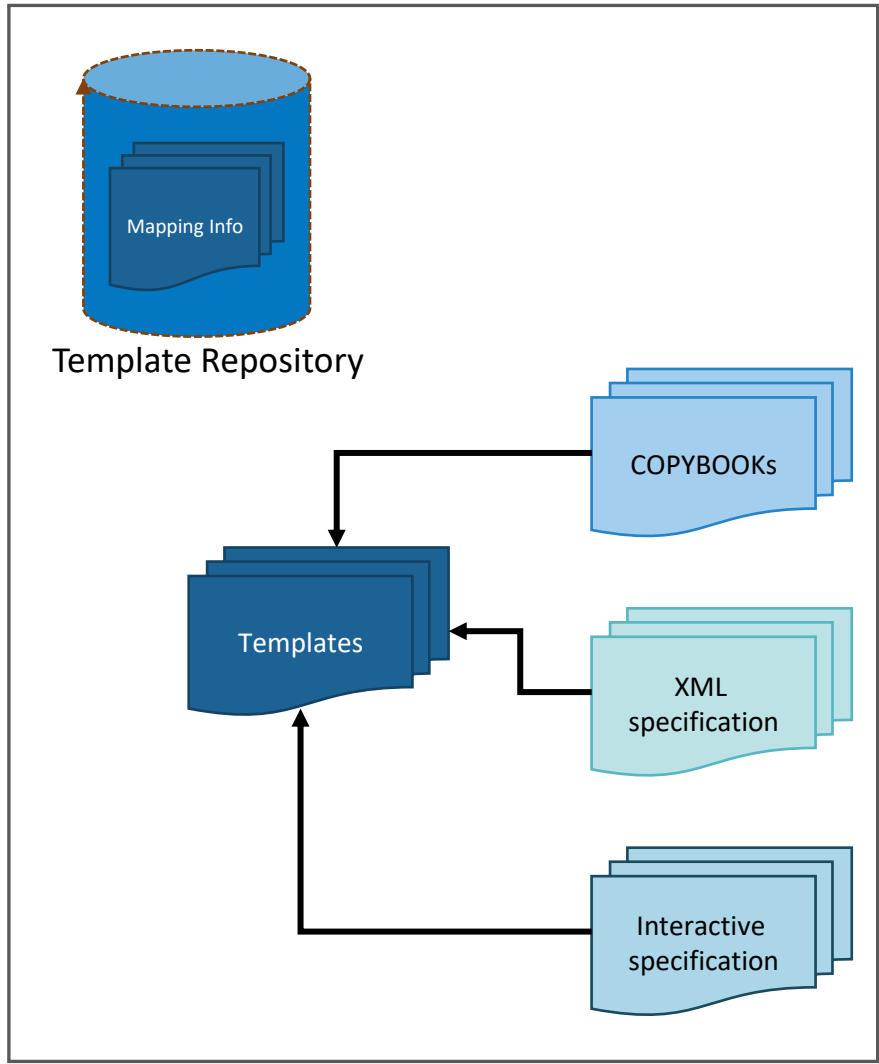 Mapping Info
Template Repository
COPYBOOKs
Templates
XML
specification
Interactive
specification